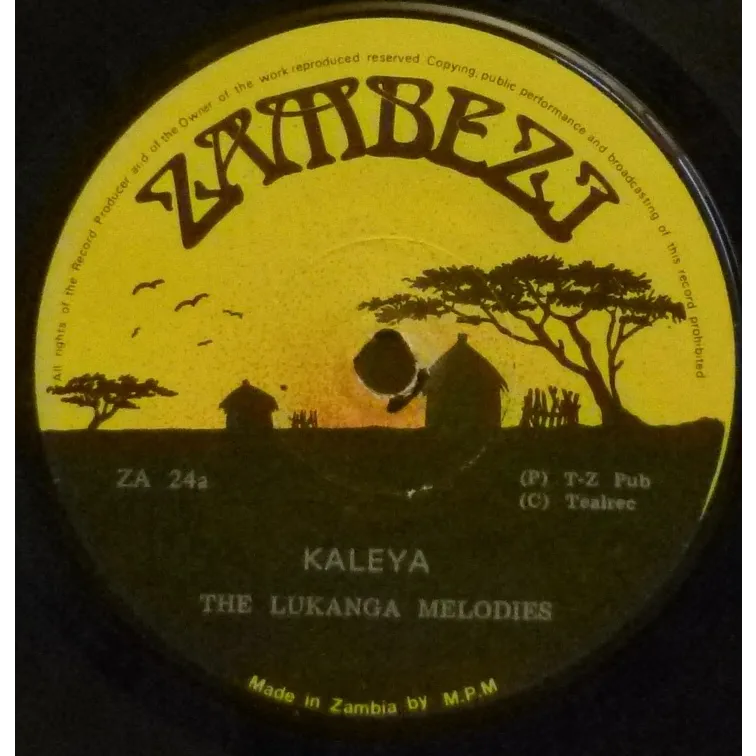 All rights of the Record Producer and of the Owner of the work reproduced reserved Copying, public performance and broadcasting of this record prohibited
ZAMBEZI
ZA 24a
(P) T-Z Pub
(C) Tealrec
KALEYA
THE LUKANGA MELODIES
Made in Zambia by M.P.M